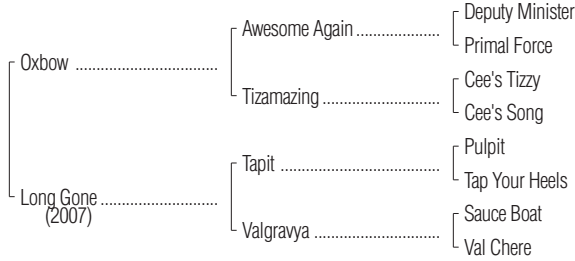 Deputy Minister
Awesome Again ....................
Primal Force
Oxbow ..................................
Cee's Tizzy
Tizamazing ............................
Cee's Song
Pulpit
Tapit ......................................
Tap Your Heels
Long Gone ............................
(2007)
Sauce Boat
Valgravya ..............................
Val Chere